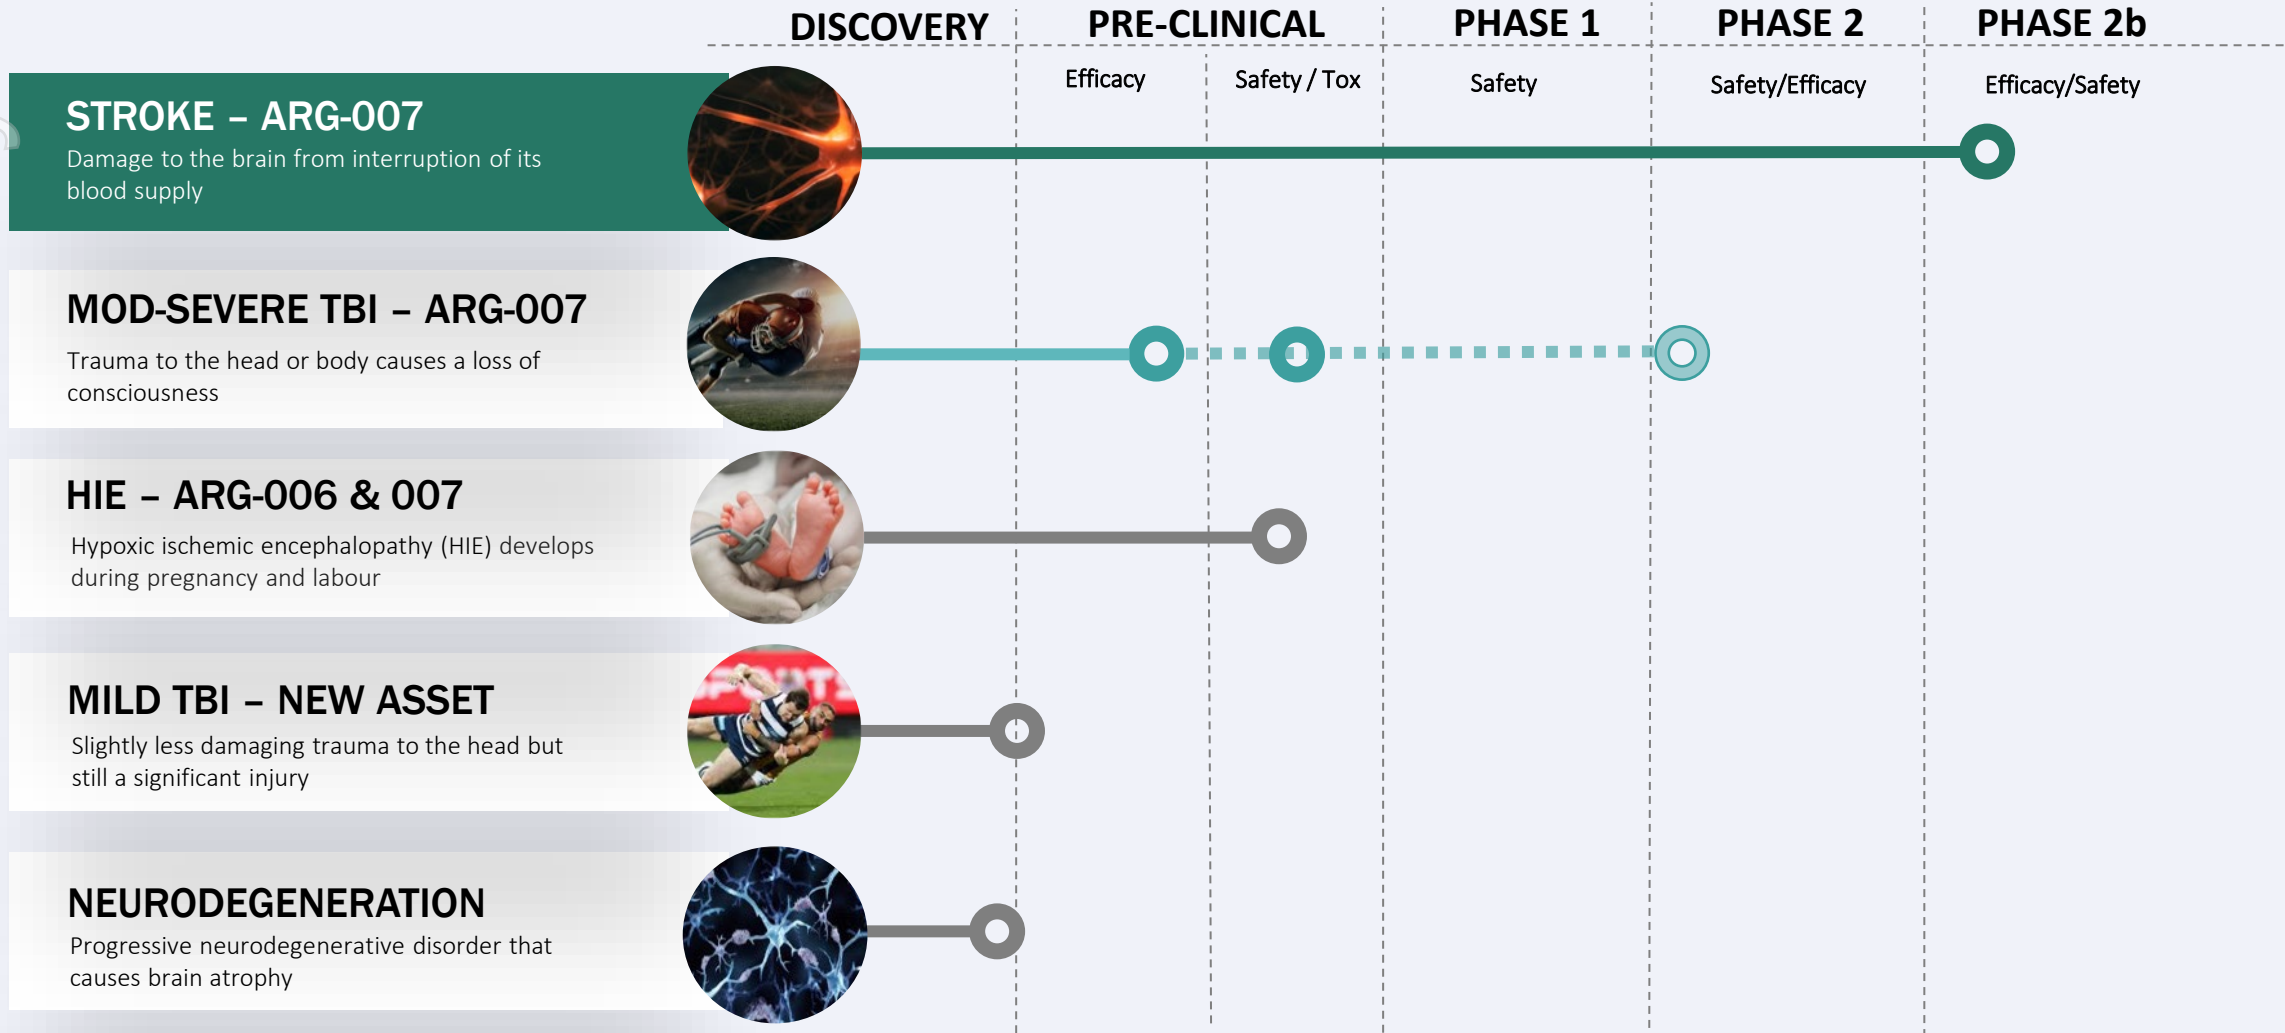 DISCOVERY
PRE-CLINICAL
PHASE 1
PHASE 2
PHASE 2b
Efficacy
Safety / Tox
Safety
Safety/Efficacy
Efficacy/Safety
STROKE – ARG-007
Damage to the brain from interruption of its
blood supply
MOD-SEVERE TBI – ARG-007
Trauma to the head or body causes a loss of
consciousness
HIE – ARG-006 & 007
Hypoxic ischemic encephalopathy (HIE) develops
during pregnancy and labour
MILD TBI – NEW ASSET
Slightly less damaging trauma to the head but
still a significant injury
NEURODEGENERATION
Progressive neurodegenerative disorder that
causes brain atrophy